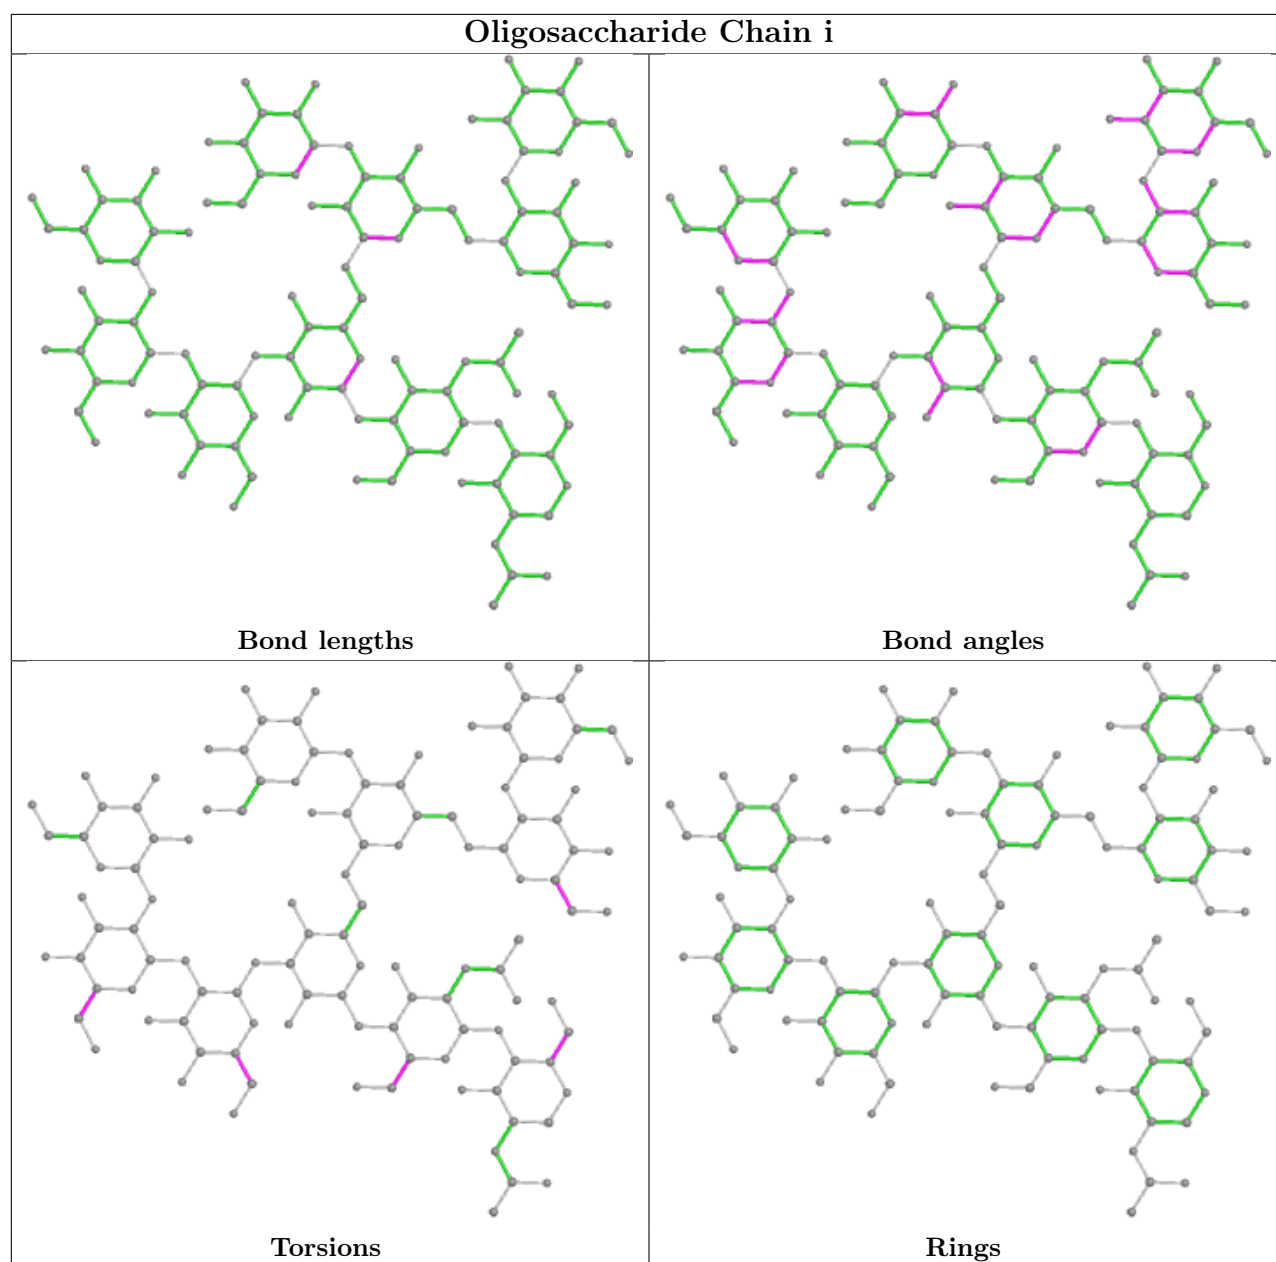 Oligosaccharide Chain i
Bond lengths
Bond angles
Torsions
Rings